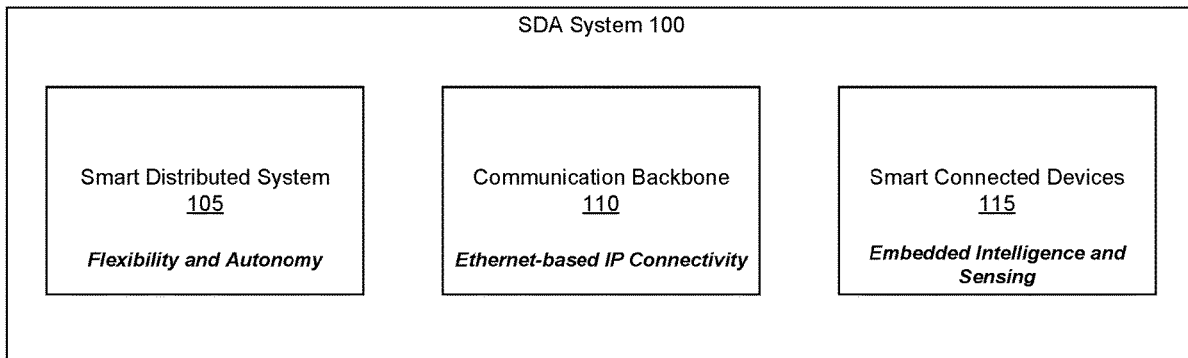 SDA System 100
Smart Distributed System
105
Flexibility and Autonomy
Communication Backbone
110
Ethernet-based IP Connectivity
Smart Connected Devices
115
Embedded Intelligence and
Sensing